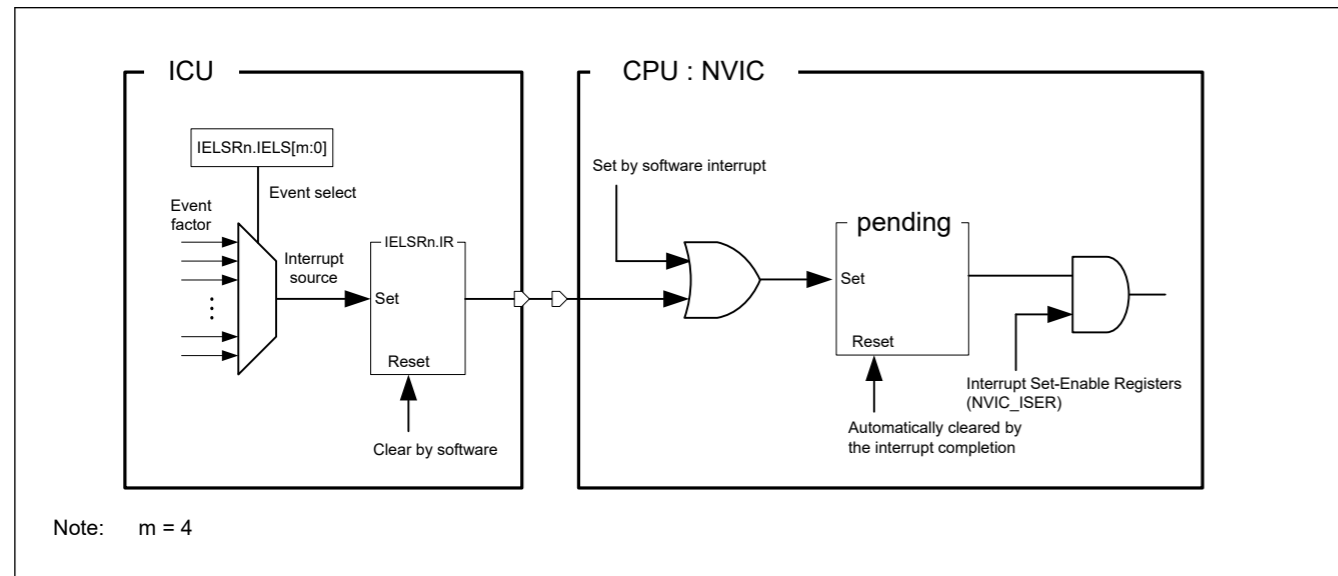 ICU
IELSRn.IELS[m:0]
Event select
Event
factor
Interrupt
source
IELSRn.IR
Set
Reset
Clear by software
CPU : NVIC
Set by software interrupt
pending
Set
Reset
Automatically cleared by
the interrupt completion
Interrupt Set-Enable Registers
(NVIC_ISER)
Note: m = 4